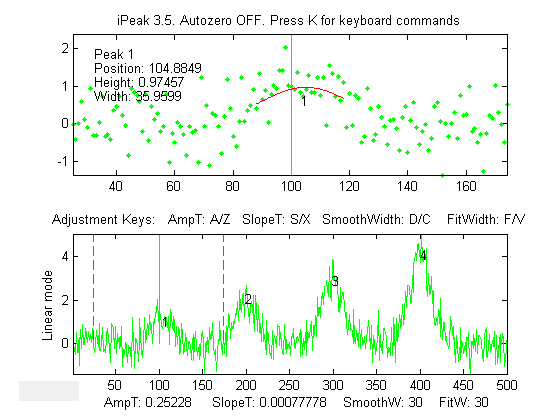 iPeak 3.5. Autozero OFF. Press K for keyboard commands
Peak 1
Position: 104.8849
Height: 0.97457
Width: 35.9599
2
1
0
-1
1
40 60 80 100 120 140 160
Adjustment Keys: AmpT: A/Z SlopeT: S/X SmoothWidth: D/C FitWidth: F/V
Linear mode
4
2
0
1 2 3 4
50 100 150 200 250 300 350 400 450 500
AmpT: 0.25228 SlopeT: 0.00077778 SmoothW: 30 FitW: 30